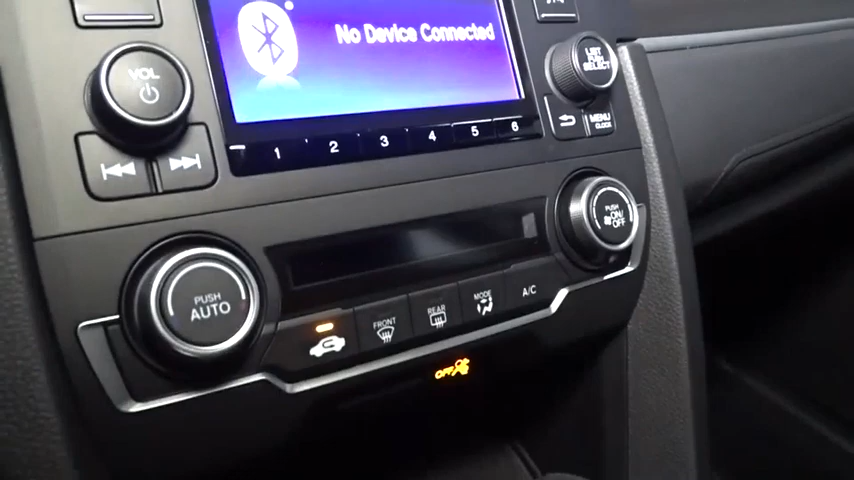 No Device Connected
VOL
LIST
PUSH
SELECT
MENU
CLOCK
1 2 3 4 5 6
PUSH
ON/
OFF
PUSH
AUTO
FRONT
REAR
MODE
A/C
OFF